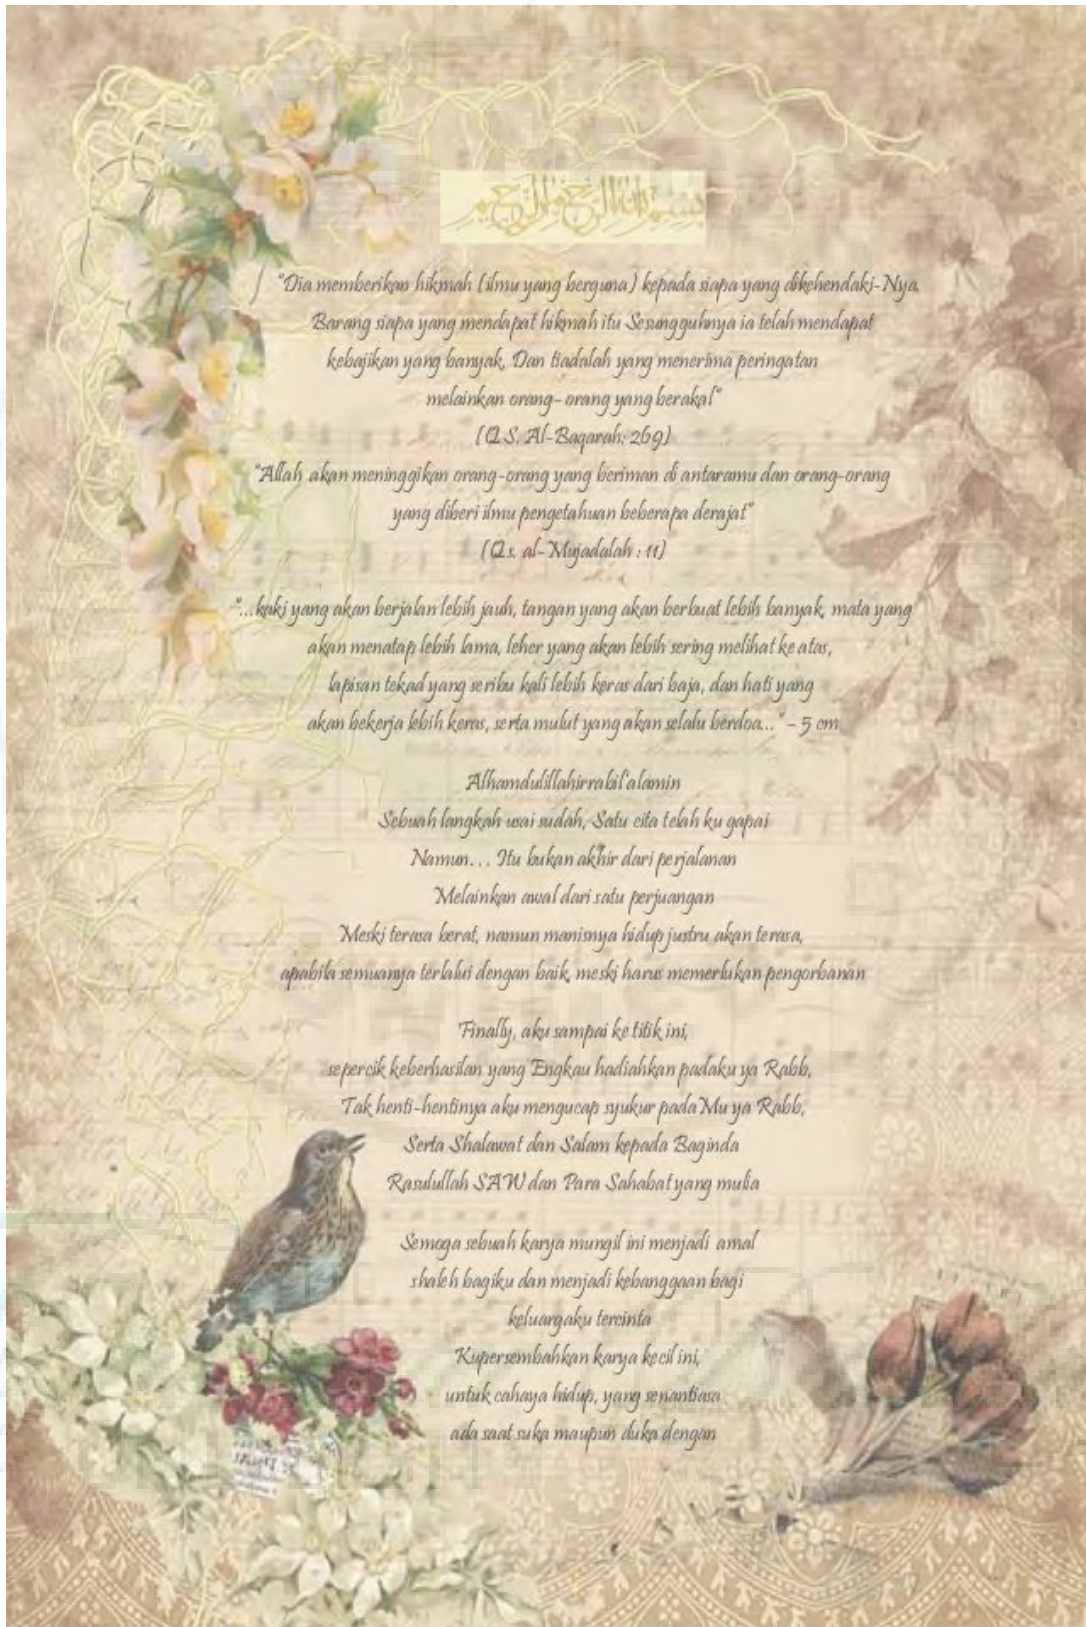 بسم الله الرحمن الرحيم
"Dia memberikan hikmah (ilmu yang berguna) kepada siapa yang dikehendaki-Nya.
Barang siapa yang mendapat hikmah itu Sesungguhnya ia telah mendapat
kebajikan yang banyak. Dan tiadalah yang menerima peringatan
melainkan orang- orang yang berakal"
(Q.S. Al-Baqarah: 269)
"Allah akan meninggikan orang-orang yang beriman di antaramu dan orang-orang
yang diberi ilmu pengetahuan beberapa derajat"
(Qs. al- Mujadalah : 11)
"...kaki yang akan berjalan lebih jauh, tangan yang akan berbuat lebih banyak, mata yang
akan menatap lebih lama, leher yang akan lebih sering melihat ke atas,
lapisan tekad yang seribu kali lebih keras dari baja, dan hati yang
akan bekerja lebih keras, serta mulut yang akan selalu berdoa..." – 5 cm
Alhamdulillahirrabil'alamin
Sebuah langkah usai sudah, Satu cita telah ku gapai
Namun... Itu bukan akhir dari perjalanan
Melainkan awal dari satu perjuangan
Meski terasa berat, namun manisnya hidup justru akan terasa,
apabila semuanya terlalui dengan baik, meski harus memerlukan pengorbanan
Finally, aku sampai ke titik ini,
sepercik keberhasilan yang Engkau hadiahkan padaku ya Rabb,
Tak henti-hentinya aku mengucap syukur pada Mu ya Rabb,
Serta Shalawat dan Salam kepada Baginda
Rasulullah SAW dan Para Sahabat yang mulia
Semoga sebuah karya mungil ini menjadi amal
shaleh bagiku dan menjadi kebanggaan bagi
keluargaku tercinta
Kupersembahkan karya kecil ini,
untuk cahaya hidup, yang senantiasa
ada saat suka maupun duka dengan